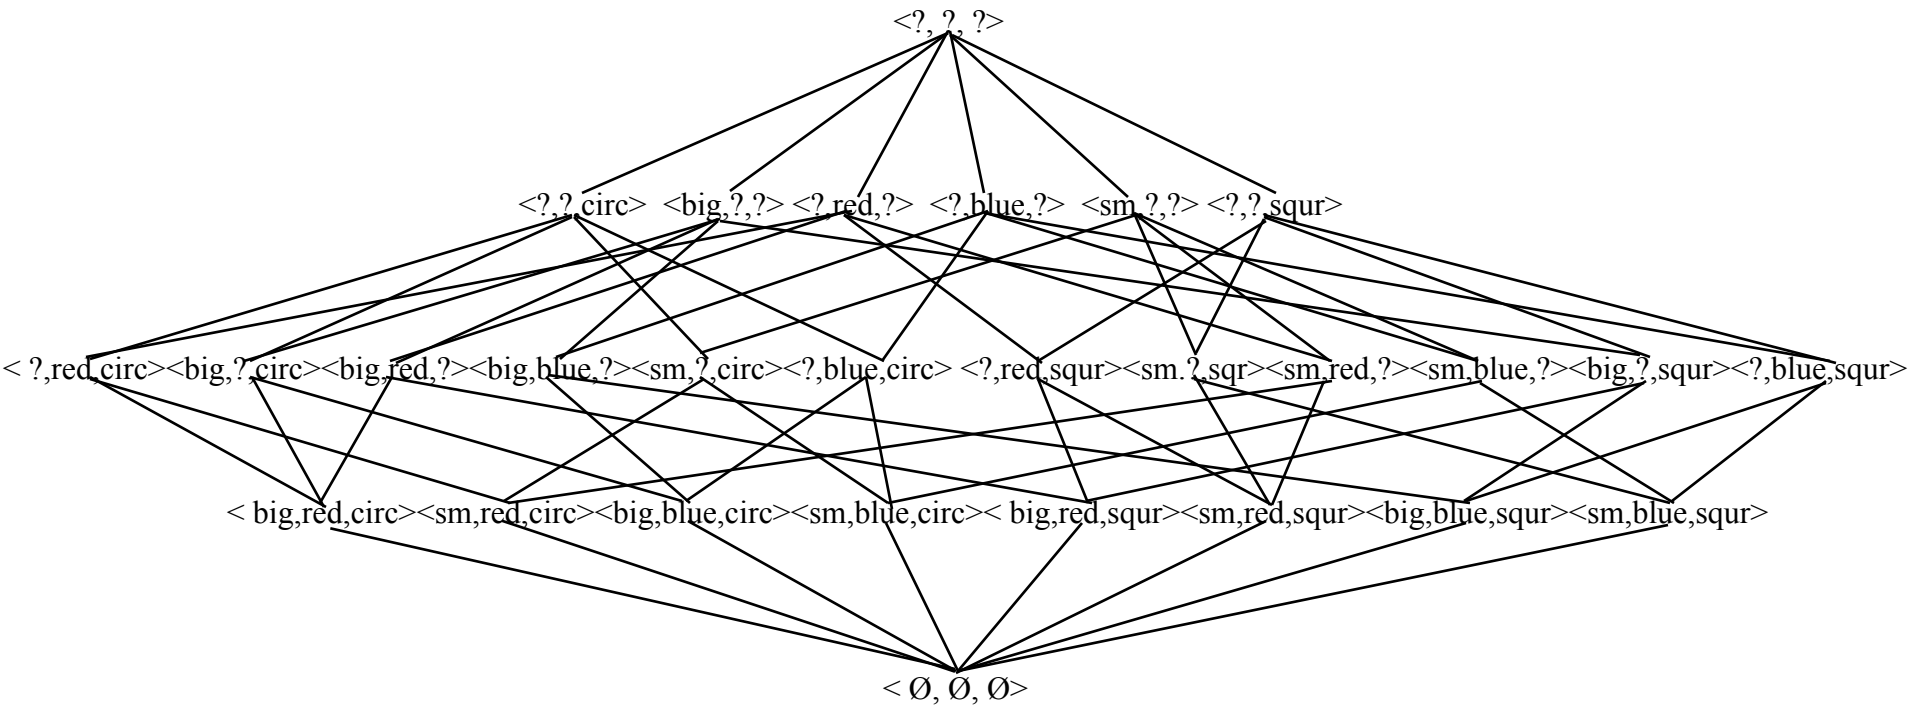 <?, ?, ?>
<?,?,circ> <big,?,?> <?,red,?> <?,blue,?> <sm,?,?> <?,?,squr>
< ?,red,circ><big,?,circ><big,red,?><big,blue,?><sm,?,circ><?,blue,circ> <?,red,squr><sm.?,sqr><sm,red,?><sm,blue,?><big,?,squr><?,blue,squr>
< big,red,circ><sm,red,circ><big,blue,circ><sm,blue,circ>< big,red,squr><sm,red,squr><big,blue,squr><sm,blue,squr>
< Ø, Ø, Ø>